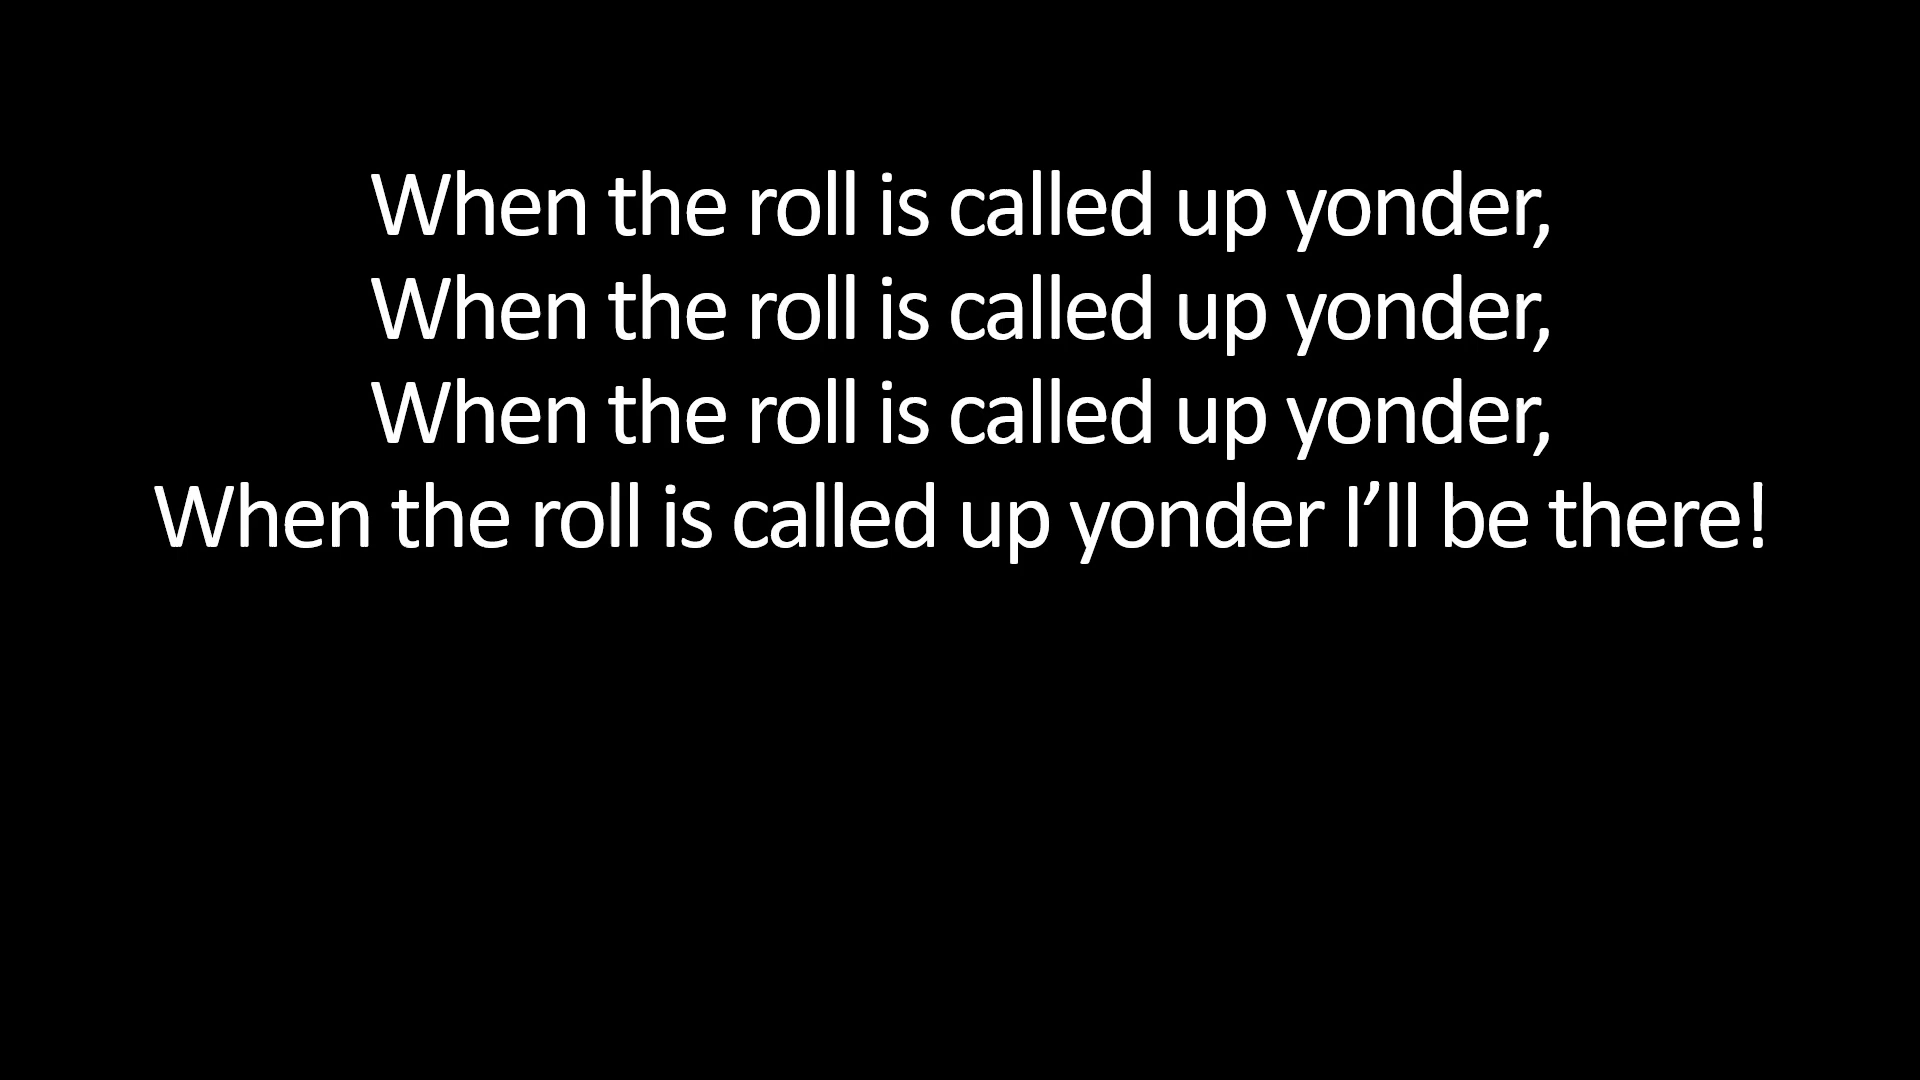 When the roll is called up yonder,
When the roll is called up yonder,
When the roll is called up yonder,
When the roll is called up yonder I’ll be there!